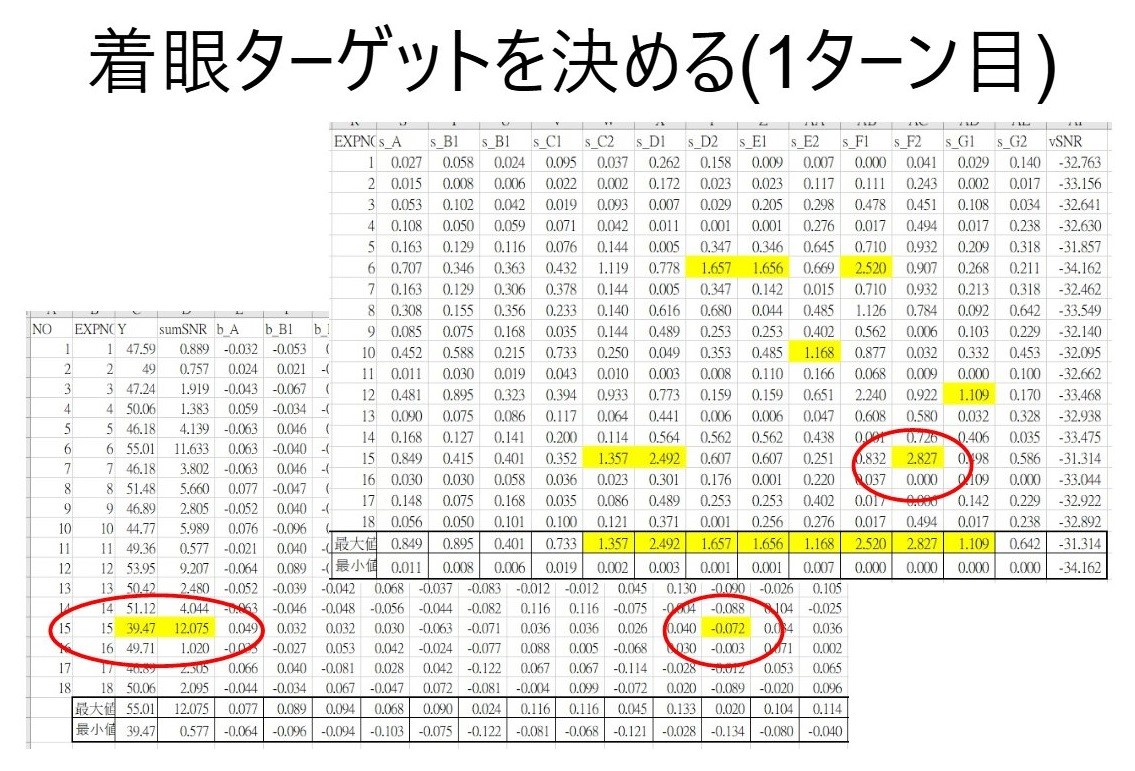 着眼ターゲットを決める(1ターン目)
EXPNO s_A s_B1 s_B1 s_C1 s_C2 s_D1 s_D2 s_E1 s_E2 s_F1 s_F2 s_G1 s_G2 vSNR
1 0.027 0.058 0.024 0.095 0.037 0.262 0.158 0.009 0.007 0.000 0.041 0.029 0.140 -32.763
2 0.015 0.008 0.006 0.022 0.002 0.172 0.023 0.023 0.117 0.111 0.243 0.002 0.017 -33.156
3 0.053 0.102 0.042 0.019 0.093 0.007 0.029 0.205 0.298 0.478 0.451 0.108 0.034 -32.641
4 0.108 0.050 0.059 0.071 0.042 0.011 0.001 0.001 0.276 0.017 0.494 0.017 0.238 -32.630
5 0.163 0.129 0.116 0.076 0.144 0.005 0.347 0.346 0.645 0.710 0.932 0.209 0.318 -31.857
6 0.707 0.346 0.363 0.432 1.119 0.778 1.657 1.656 0.669 2.520 0.907 0.268 0.211 -34.162
7 0.163 0.129 0.306 0.378 0.144 0.005 0.347 0.142 0.015 0.710 0.932 0.213 0.318 -32.462
8 0.308 0.155 0.356 0.233 0.140 0.616 0.680 0.044 0.485 1.126 0.784 0.092 0.642 -33.549
9 0.085 0.075 0.168 0.035 0.144 0.489 0.253 0.253 0.402 0.562 0.006 0.103 0.229 -32.140
10 0.452 0.588 0.215 0.733 0.250 0.049 0.353 0.485 1.168 0.877 0.032 0.332 0.453 -32.095
11 0.011 0.030 0.019 0.043 0.010 0.003 0.008 0.110 0.166 0.068 0.009 0.000 0.100 -32.662
12 0.481 0.895 0.323 0.394 0.933 0.773 0.159 0.159 0.651 2.240 0.922 1.109 0.170 -33.468
13 0.090 0.075 0.086 0.117 0.064 0.441 0.006 0.006 0.047 0.608 0.580 0.032 0.328 -32.938
14 0.168 0.127 0.141 0.200 0.114 0.564 0.562 0.562 0.438 0.001 0.726 0.406 0.035 -33.475
15 0.849 0.415 0.401 0.352 1.357 2.492 0.607 0.607 0.251 0.832 2.827 0.586 -31.314
16 0.030 0.030 0.058 0.036 0.023 0.301 0.176 0.001 0.220 0.037 0.000 0.109 0.000 -33.044
17 0.148 0.075 0.168 0.035 0.086 0.489 0.253 0.253 0.402 0.017 0.142 0.229 -32.922
18 0.056 0.050 0.101 0.100 0.121 0.371 0.001 0.256 0.276 0.017 0.494 0.017 0.238 -32.892
最大値 0.849 0.895 0.401 0.733 1.357 2.492 1.657 1.656 1.168 2.520 2.827 1.109 0.642 -31.314
最小値 0.011 0.008 0.006 0.019 0.002 0.003 0.001 0.001 0.007 0.000 0.000 0.000 0.000 -34.162
NO EXPNO Y sumSNR b_A b_B1
1 1 47.59 0.889 -0.032 -0.053
2 2 49 0.757 0.024 0.021
3 3 47.24 1.919 -0.043 -0.067
4 4 50.06 1.383 0.059 -0.034
5 5 46.18 4.139 -0.063 0.046
6 6 55.01 11.633 0.063 -0.040
7 7 46.18 3.802 -0.063 0.046
8 8 51.48 5.660 0.077 -0.047
9 9 46.89 2.805 -0.052 0.040
10 10 44.77 5.989 0.076 -0.096
11 11 49.36 0.577 -0.021 0.040
12 12 53.95 9.207 -0.064 0.089
13 13 50.42 2.480 -0.052 -0.039 -0.042 0.068 -0.037 -0.083 -0.012 -0.012 0.045 0.130 -0.090 -0.026 0.105
14 14 51.12 4.044 -0.063 -0.046 -0.048 -0.056 -0.044 -0.082 0.116 0.116 -0.075 -0.004 -0.088 0.104 -0.025
15 15 39.47 12.075 0.049 0.032 0.032 0.030 -0.063 -0.071 0.036 0.036 0.026 0.040 -0.072 0.036
16 16 49.71 1.020 -0.027 0.053 0.042 -0.024 -0.077 0.088 0.005 -0.068 0.030 -0.003 0.071 0.002
17 17 46.89 2.305 0.066 0.040 -0.081 0.028 0.042 -0.122 0.067 0.067 -0.114 -0.028 -0.012 0.053 0.065
18 18 50.06 2.095 -0.044 -0.034 0.067 -0.047 0.072 -0.081 -0.004 0.099 -0.072 0.020 -0.089 -0.020 0.096
最大値 55.01 12.075 0.077 0.089 0.094 0.068 0.090 0.024 0.116 0.116 0.045 0.133 0.020 0.104 0.114
最小値 39.47 0.577 -0.064 -0.096 -0.094 -0.103 -0.075 -0.122 -0.081 -0.068 -0.121 -0.028 -0.134 -0.080 -0.040